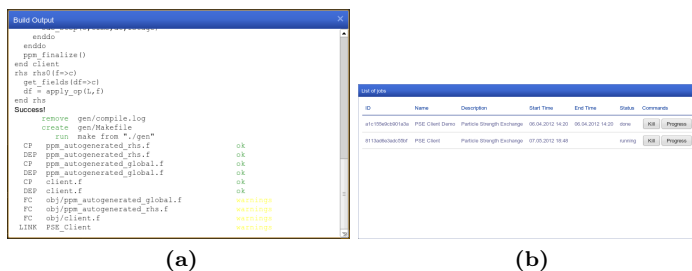 Build Output
enddo
enddo
ppm_finalize()
end client
rhs rhs0(f=>c)
get_fields(df=>c)
df = apply_op(L,f)
end rhs
Success!
remove gen/compile.log
create gen/Makefile
run make from "./gen"
CP ppm_autogenerated_rhs.f ok
DEP ppm_autogenerated_rhs.f ok
CP ppm_autogenerated_global.f ok
DEP ppm_autogenerated_global.f ok
CP client.f ok
DEP client.f ok
FC obj/ppm_autogenerated_global.f warnings
FC obj/ppm_autogenerated_rhs.f warnings
FC obj/client.f warnings
LINK PSE_Client warnings
(a)
List of jobs
ID Name Description Start Time End Time Status Commands
PSE Client Demo Particle Strength Exchange 06.04.2012 14:20 06.04.2012 14:20 done Kill Progress
PSE Client Particle Strength Exchange 07.05.2012 18:46 running Kill Progress
(b)